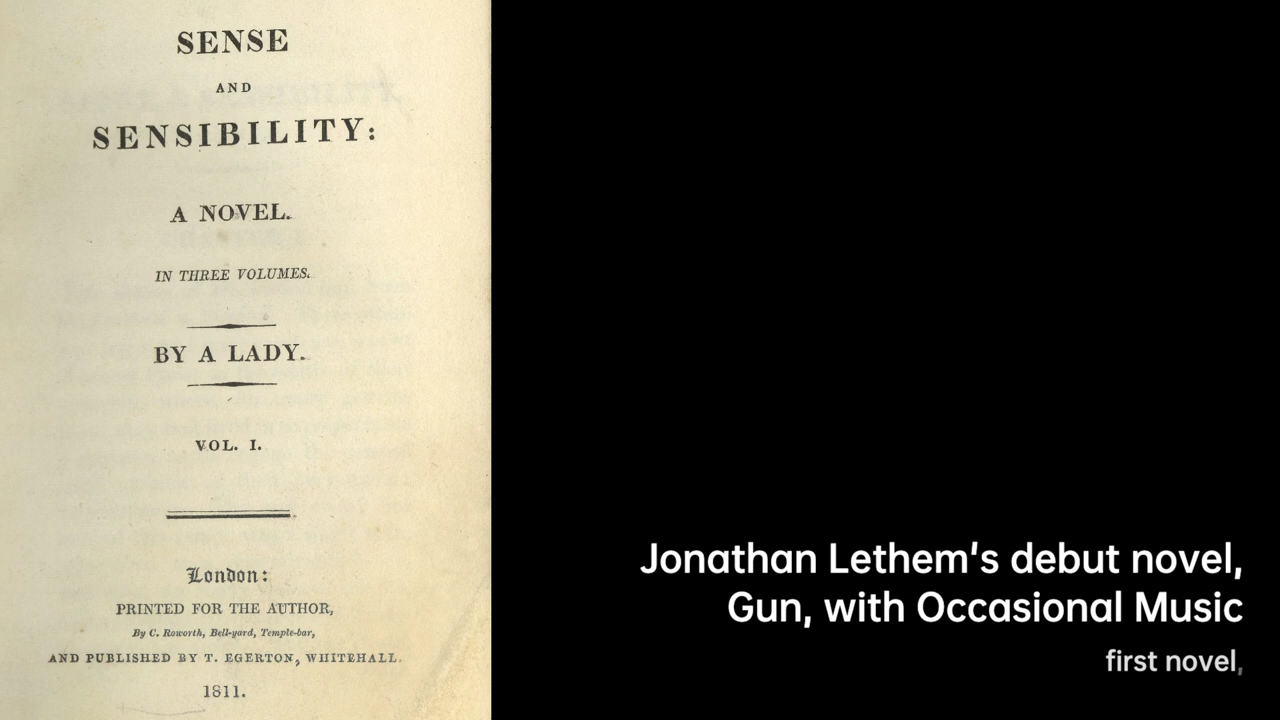 SENSE
AND
SENSIBILITY:
A NOVEL.
IN THREE VOLUMES.
BY A LADY.
VOL. I.
London:
PRINTED FOR THE AUTHOR,
By C. Roworth, Bell-yard, Temple-bar,
AND PUBLISHED BY T. EGERTON, WHITEHALL.
1811.
Jonathan Lethem's debut novel,
Gun, with Occasional Music
first novel,